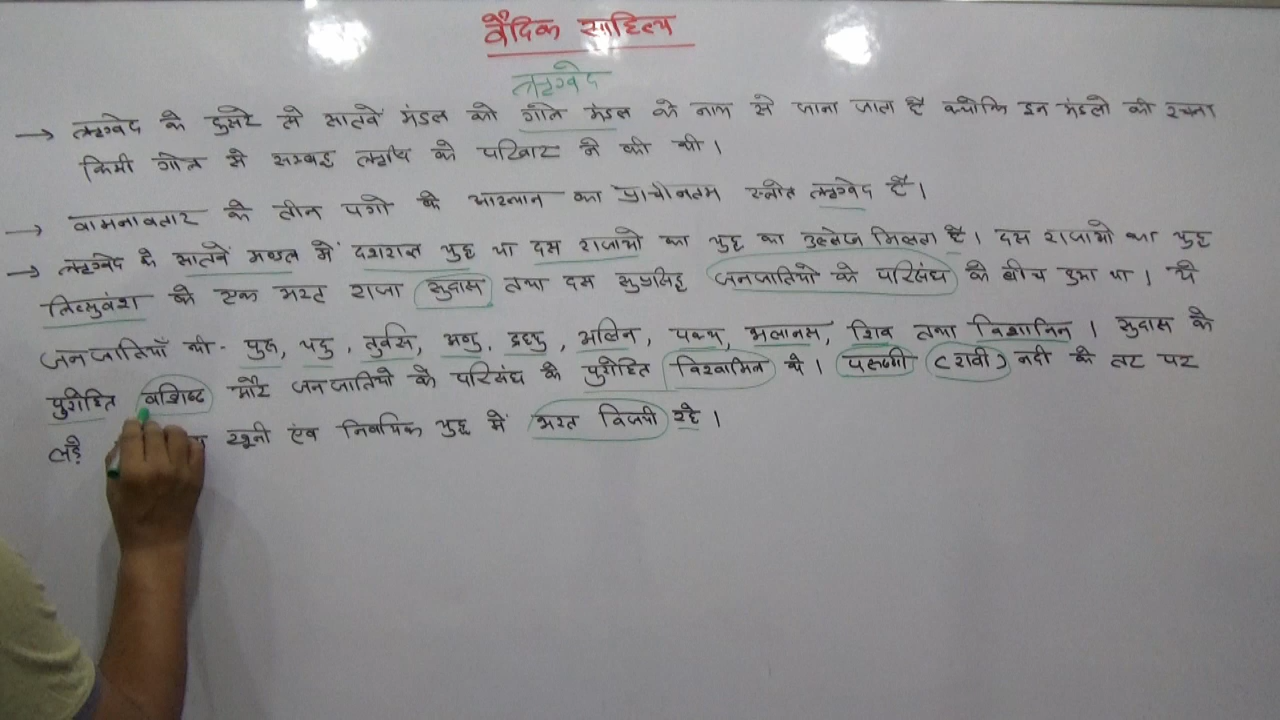 वैदिक साहित्य
ऋग्वेद
→ ऋग्वेद के दुसरे से सातवें मंडल को गोत्र मंडल के नाम से जाना जाता है क्योकि इन मंडलो की रचना
किसी गोत्र से सम्बद्ध ऋषि के परिवार ने की थी।
→ वामनावतार के तीन पगो के आख्यान का प्राचीनतम स्त्रोत ऋग्वेद है।
→ ऋग्वेद के सातवें मण्डल में दशराज्ञ युद्ध या दस राजाओ का युद्ध का उल्लेख मिलता है। दस राजाओ का युद्ध
तित्सुवंश के एक भरत राजा सुदास तथा दस सुप्रसिद्ध जनजातियो के परिसंघ के बीच हुआ था। ये
जनजातियाँ थी - पुरू, यदु, तुर्वस, अणु, द्रह्यु, अलिन, पक्थ, भलानस, शिव तथा विशानिन। सुदास के
पुरोहित वशिष्ट और जनजातियो के परिसंघ के पुरोहित विश्वामित्र थे। परूष्णी (रावी) नदी के तट पर
लड़े खूनी एंव निर्णायक युद्ध में भरत विजयी रहे।